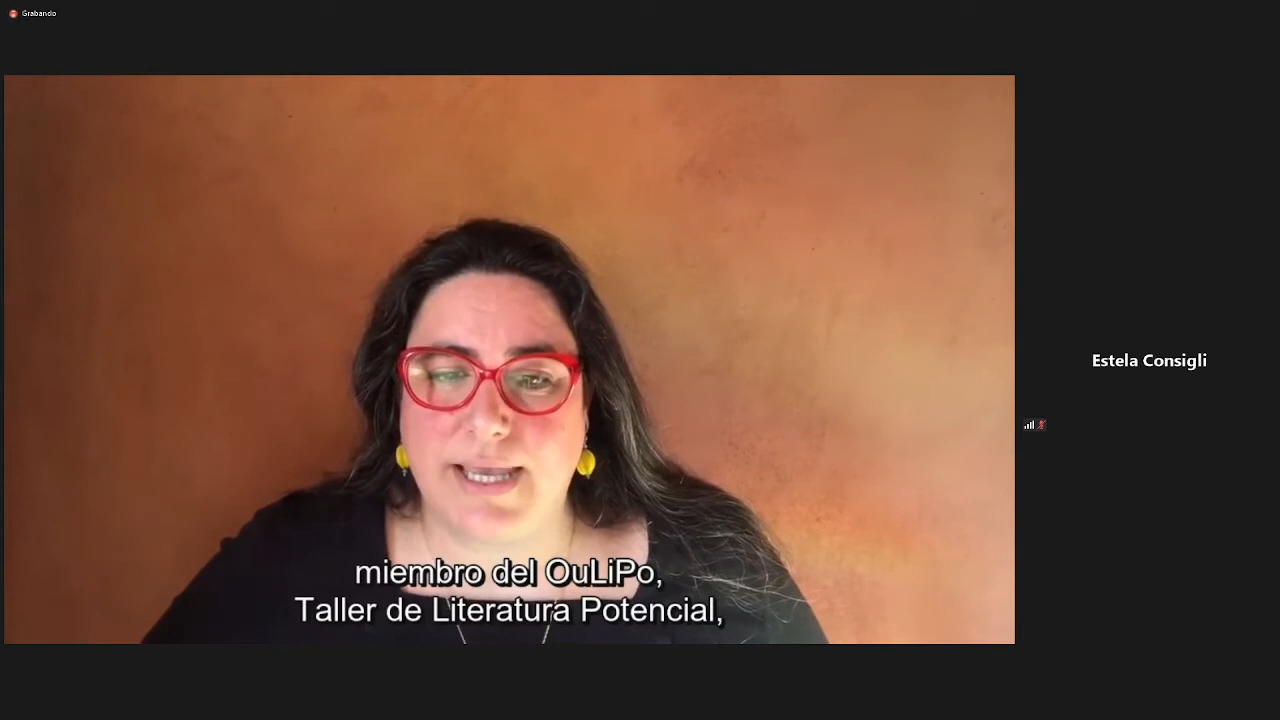 Grabando
Estela Consigli
miembro del OuLiPo,
Taller de Literatura Potencial,